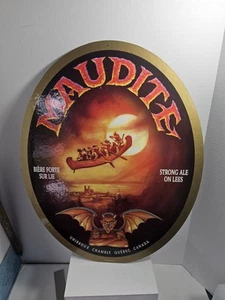 MAUDITE
BIÈRE FORTE
SUR LIE
STRONG ALE
ON LEES
UNIBROUE CHAMBLY QUÉBEC, CANADA